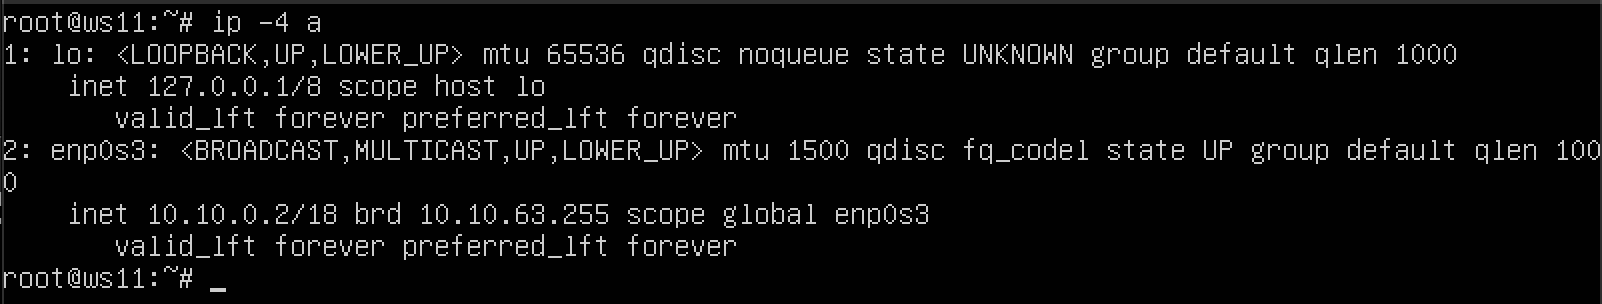 root@ws11:~# ip -4 a
1: lo: <LOOPBACK,UP,LOWER_UP> mtu 65536 qdisc noqueue state UNKNOWN group default qlen 1000
    inet 127.0.0.1/8 scope host lo
       valid_lft forever preferred_lft forever
2: enp0s3: <BROADCAST,MULTICAST,UP,LOWER_UP> mtu 1500 qdisc fq_codel state UP group default qlen 100
0
    inet 10.10.0.2/18 brd 10.10.63.255 scope global enp0s3
       valid_lft forever preferred_lft forever
root@ws11:~# _